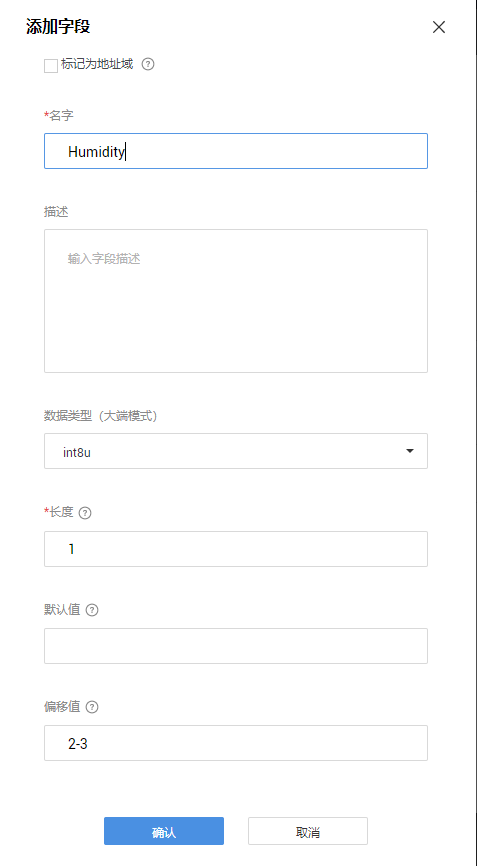 添加字段
标记为地址域
*名字
Humidity
描述
输入字段描述
数据类型（大端模式）
int8u
*长度
1
默认值
偏移值
2-3
确认
取消